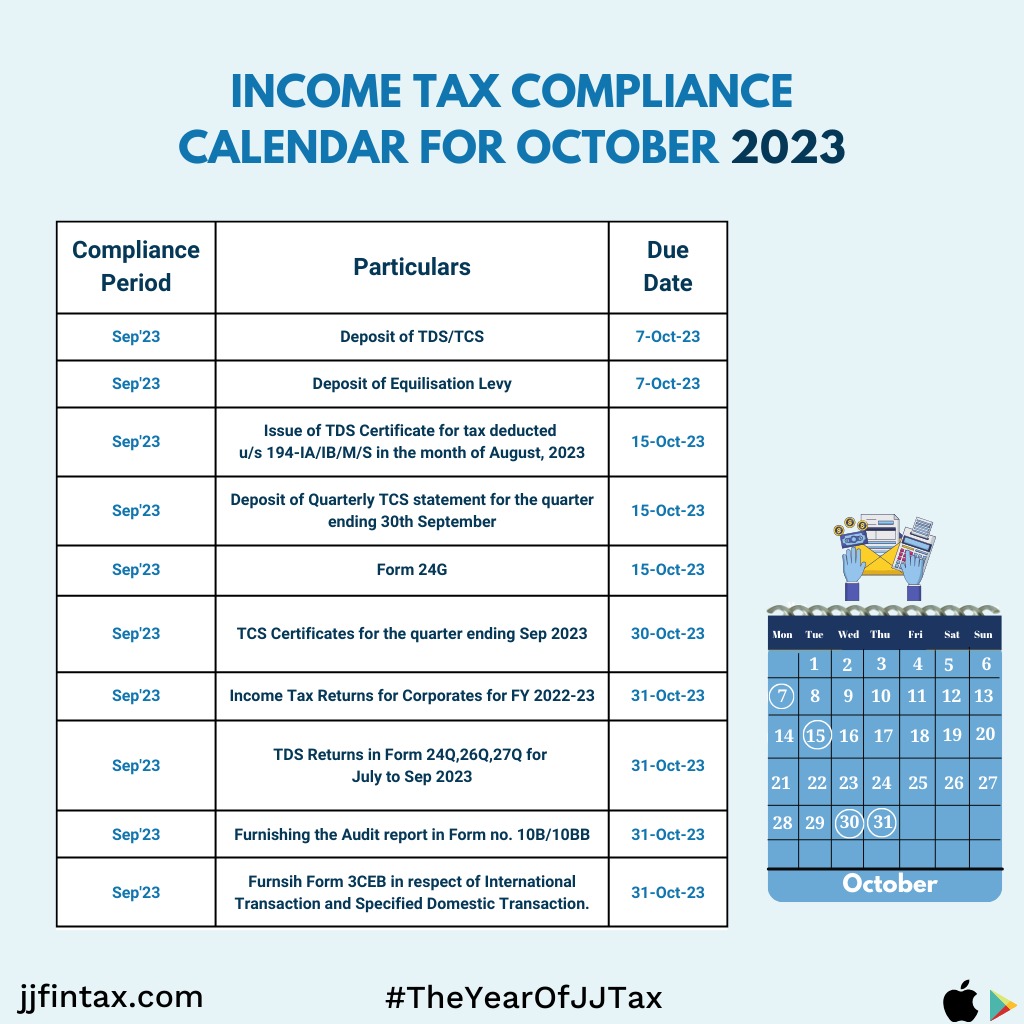 INCOME TAX COMPLIANCE
CALENDAR FOR OCTOBER 2023
Compliance
Period
Particulars
Due
Date
Sep'23
Deposit of TDS/TCS
7-Oct-23
Sep'23
Deposit of Equilisation Levy
7-Oct-23
Sep'23
Issue of TDS Certificate for tax deducted
u/s 194-IA/IB/M/S in the month of August, 2023
15-Oct-23
Sep'23
Deposit of Quarterly TCS statement for the quarter
ending 30th September
15-Oct-23
Sep'23
Form 24G
15-Oct-23
Sep'23
TCS Certificates for the quarter ending Sep 2023
30-Oct-23
Sep'23
Income Tax Returns for Corporates for FY 2022-23
31-Oct-23
Sep'23
TDS Returns in Form 24Q,26Q,27Q for
July to Sep 2023
31-Oct-23
Sep'23
Furnishing the Audit report in Form no. 10B/10BB
31-Oct-23
Sep'23
Furnsih Form 3CEB in respect of International
Transaction and Specified Domestic Transaction.
31-Oct-23
Mon Tue Wed Thu Fri Sat Sun
1 2 3 4 5 6
7 8 9 10 11 12 13
14 15 16 17 18 19 20
21 22 23 24 25 26 27
28 29 30 31
October
jjfintax.com
#TheYearOfJJTax